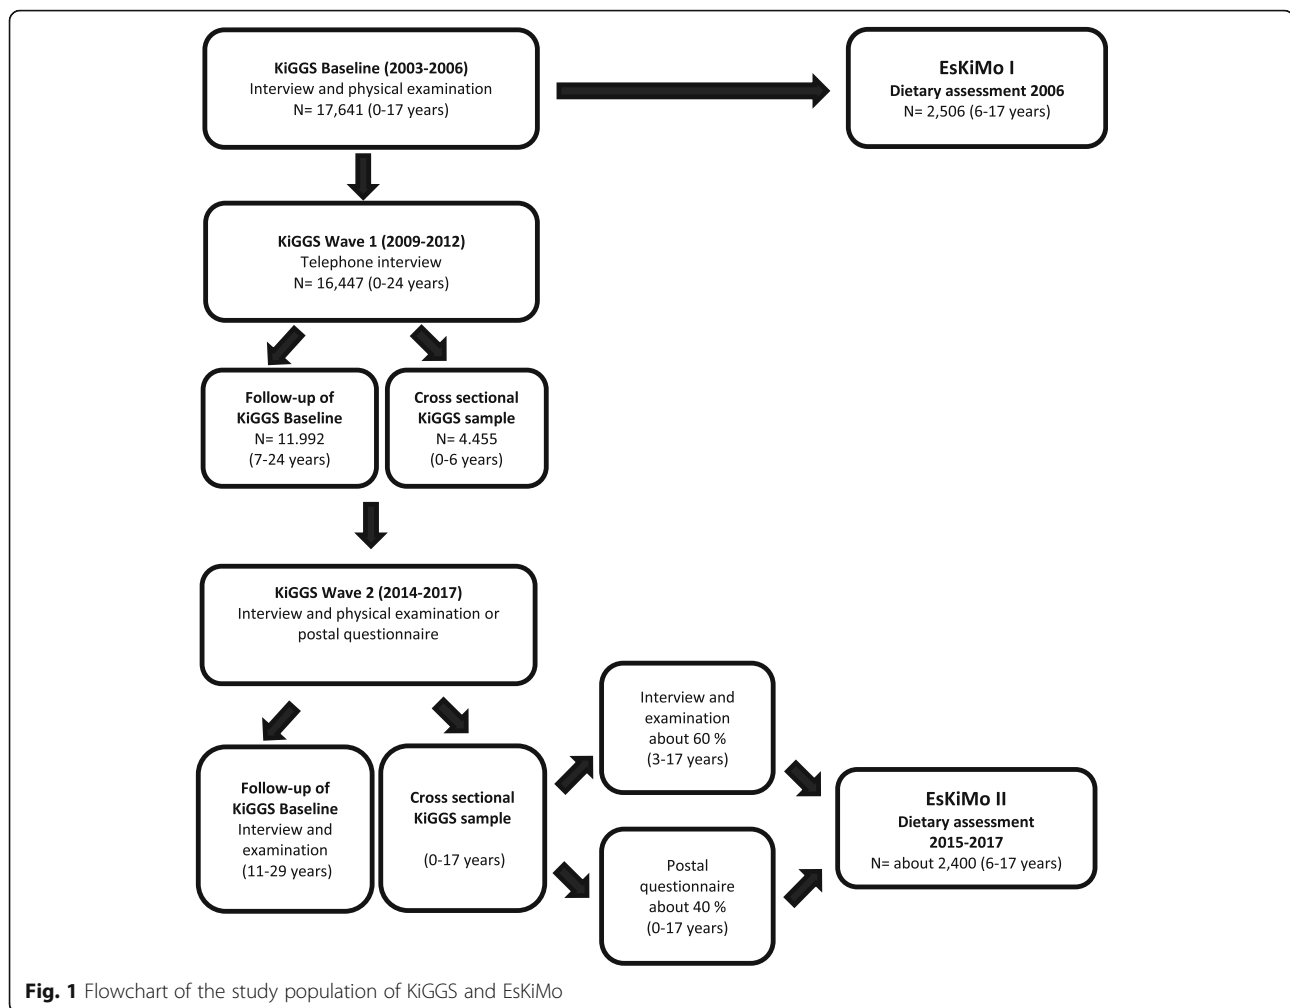 KiGGS Baseline (2003-2006)
Interview and physical examination
N= 17,641 (0-17 years)
EsKiMo I
Dietary assessment 2006
N= 2,506 (6-17 years)
KiGGS Wave 1 (2009-2012)
Telephone interview
N= 16,447 (0-24 years)
Follow-up of
KiGGS Baseline
N= 11.992
(7-24 years)
Cross sectional
KiGGS sample
N= 4.455
(0-6 years)
KiGGS Wave 2 (2014-2017)
Interview and physical examination or
postal questionnaire
Follow-up of
KiGGS Baseline
Interview and
examination
(11-29 years)
Cross sectional
KiGGS sample
(0-17 years)
Interview and
examination
about 60 %
(3-17 years)
Postal
questionnaire
about 40 %
(0-17 years)
EsKiMo II
Dietary assessment
2015-2017
N= about 2,400 (6-17 years)
Fig. 1 Flowchart of the study population of KiGGS and EsKiMo